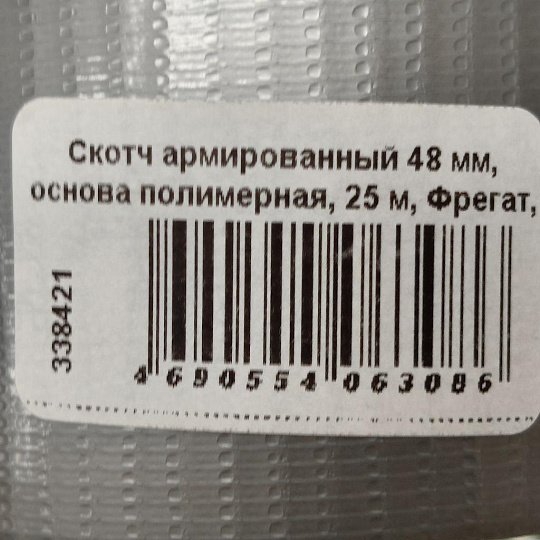 Скотч армированный 48 мм,
основа полимерная, 25 м, Фрегат,
338421
4 690554 063086